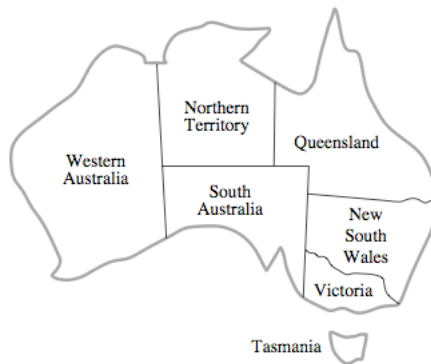 Northern
Territory
Queensland
Western
Australia
South
Australia
New
South
Wales
Victoria
Tasmania